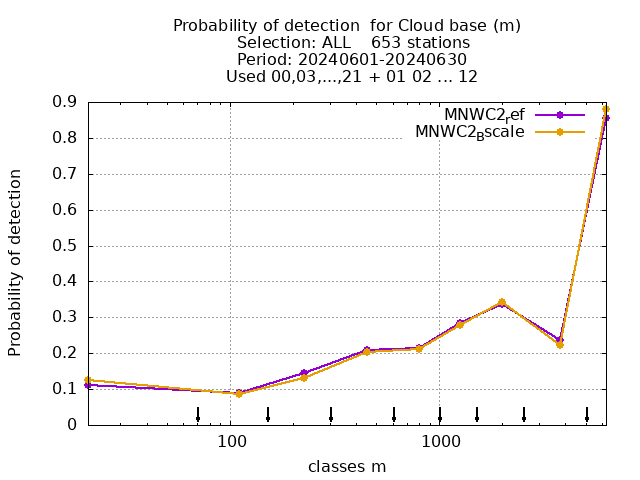 Probability of detection  for Cloud base (m)
Selection: ALL    653 stations
Period: 20240601-20240630
Used 00,03,...,21 + 01 02 ... 12
MNWC2ref
MNWC2Bscale
Probability of detection
0.9
0.8
0.7
0.6
0.5
0.4
0.3
0.2
0.1
0
100
1000
classes m